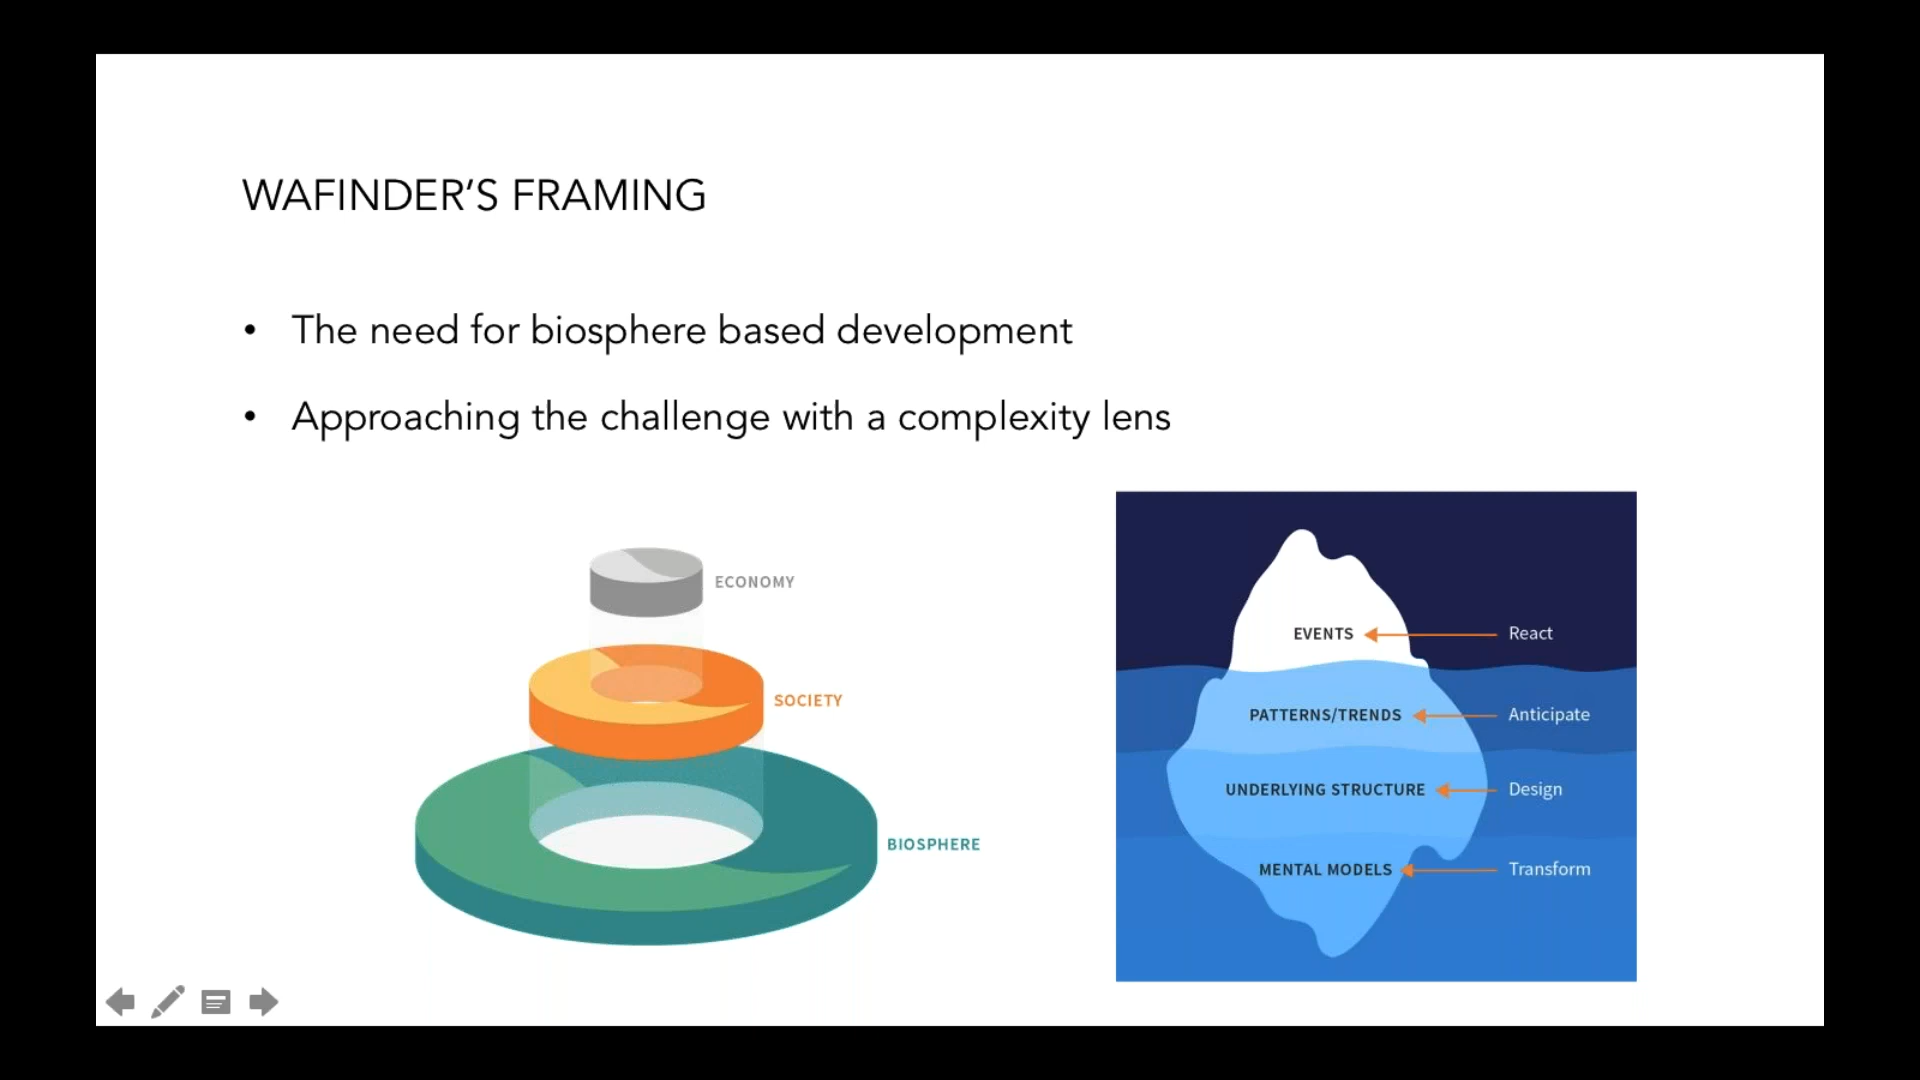 WAFINDER’S FRAMING
• The need for biosphere based development
• Approaching the challenge with a complexity lens
ECONOMY
SOCIETY
BIOSPHERE
EVENTS React
PATTERNS/TRENDS Anticipate
UNDERLYING STRUCTURE Design
MENTAL MODELS Transform